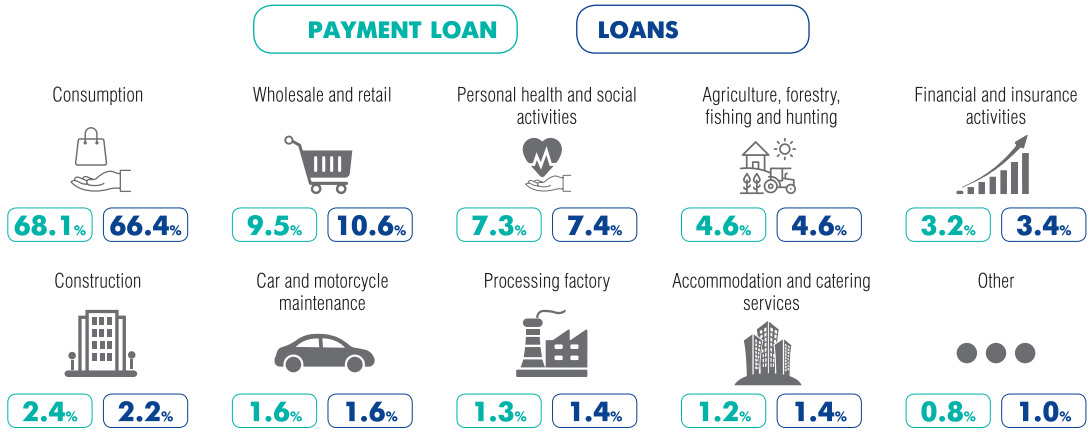 PAYMENT LOAN
LOANS
Consumption
68.1%
66.4%
Wholesale and retail
9.5%
10.6%
Personal health and social
activities
7.3%
7.4%
Agriculture, forestry,
fishing and hunting
4.6%
4.6%
Financial and insurance
activities
3.2%
3.4%
Construction
2.4%
2.2%
Car and motorcycle
maintenance
1.6%
1.6%
Processing factory
1.3%
1.4%
Accommodation and catering
services
1.2%
1.4%
Other
0.8%
1.0%